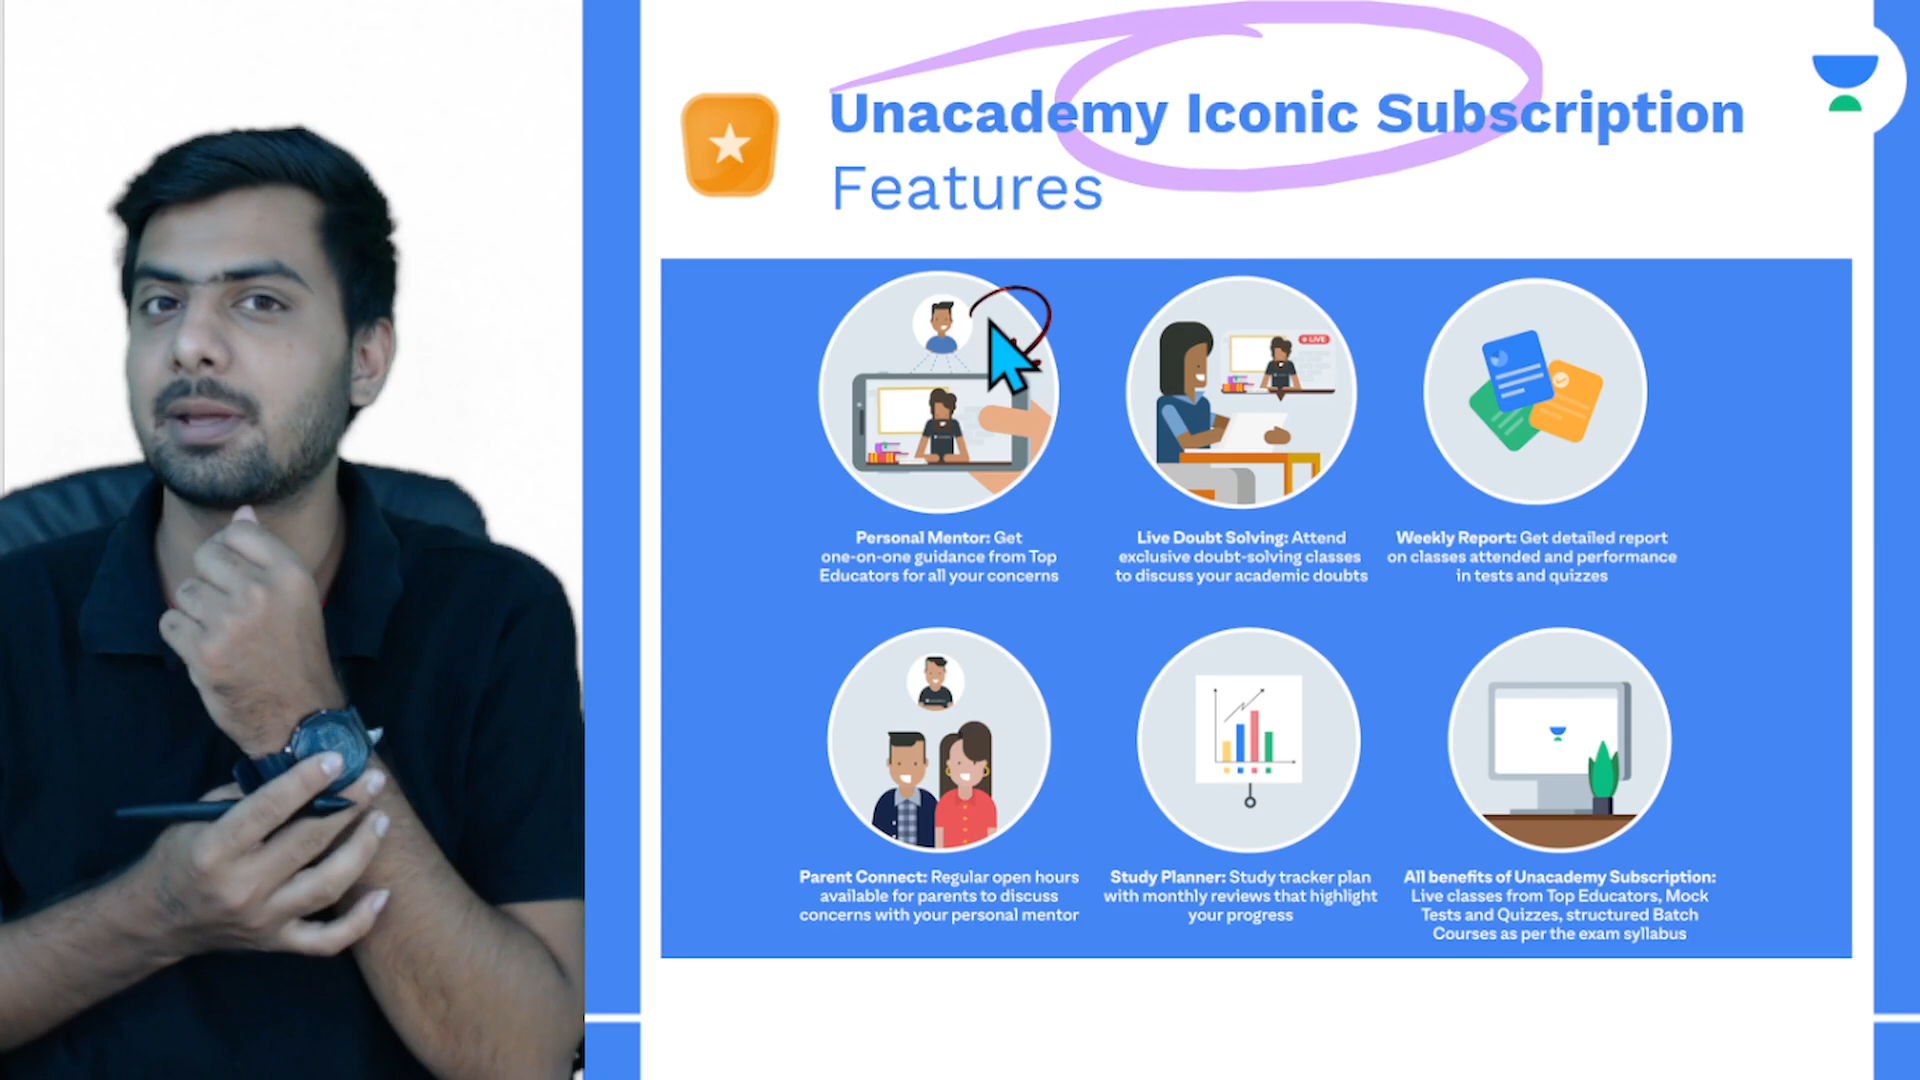 Unacademy Iconic Subscription
Features
LIVE
Personal Mentor: Get
one-on-one guidance from Top
Educators for all your concerns
Live Doubt Solving: Attend
exclusive doubt-solving classes
to discuss your academic doubts
Weekly Report: Get detailed report
on classes attended and performance
in tests and quizzes
Parent Connect: Regular open hours
available for parents to discuss
concerns with your personal mentor
Study Planner: Study tracker plan
with monthly reviews that highlight
your progress
All benefits of Unacademy Subscription:
Live classes from Top Educators, Mock
Tests and Quizzes, structured Batch
Courses as per the exam syllabus